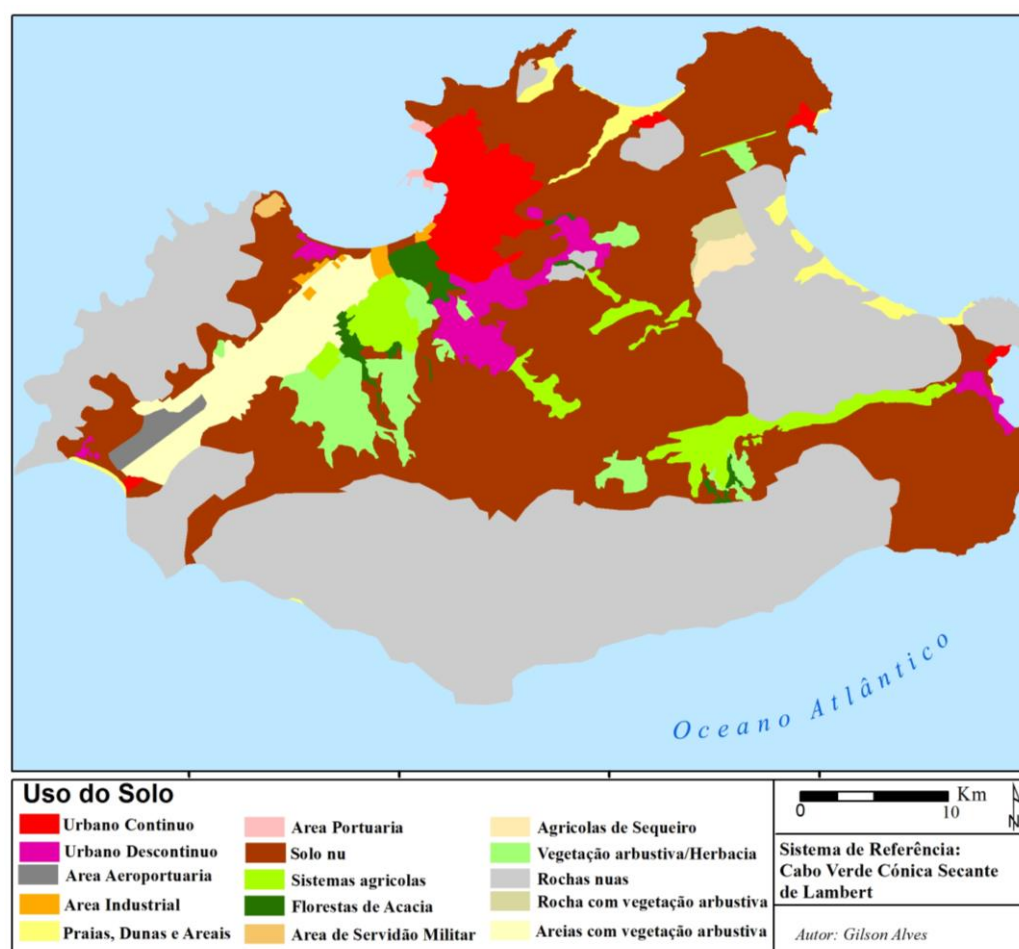 Oceano Atlântico
Uso do Solo
Urbano Continuo
Urbano Descontinuo
Area Aeroportuaria
Area Industrial
Praias, Dunas e Areais
Area Portuaria
Solo nu
Sistemas agricolas
Florestas de Acacia
Area de Servidão Militar
Agricolas de Sequeiro
Vegetação arbustiva/Herbacia
Rochas nuas
Rocha com vegetação arbustiva
Areias com vegetação arbustiva
Km
0 10
N
Sistema de Referência:
Cabo Verde Cónica Secante
de Lambert
Autor: Gilson Alves